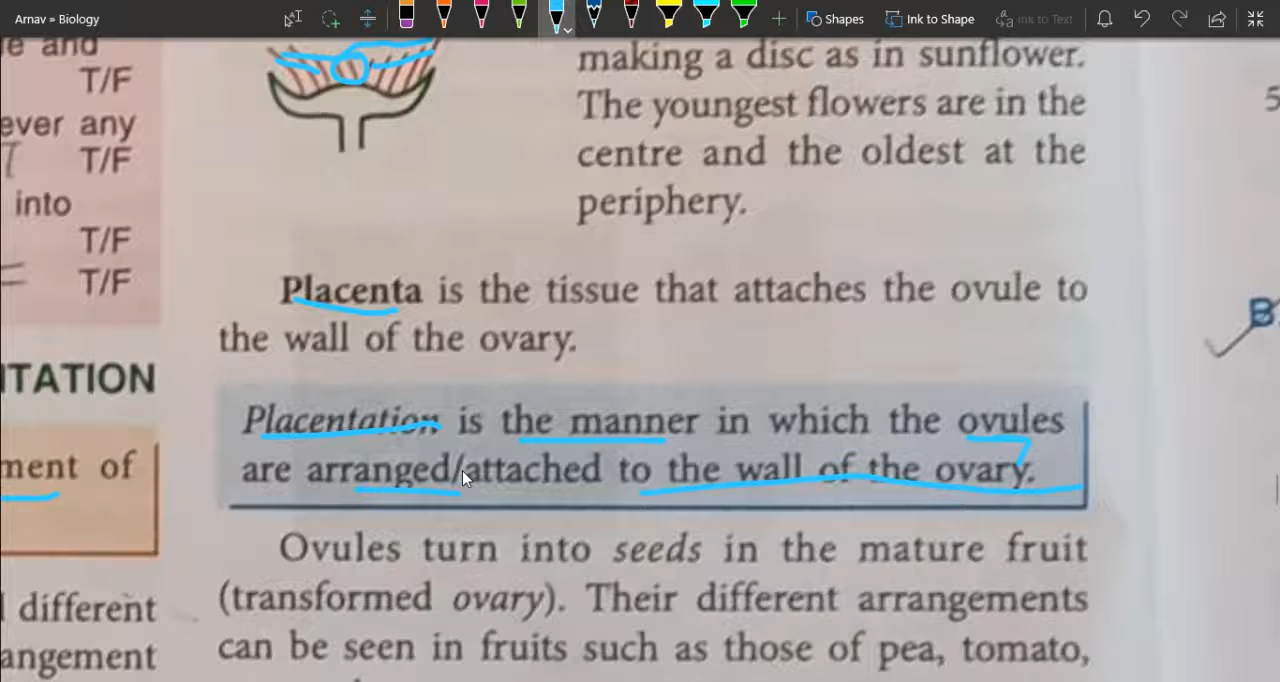 Arnav » Biology
Shapes
Ink to Shape
Ink to Text
e and
T/F
ever any
T/F
into
T/F
T/F
TATION
ment of
different
angement
making a disc as in sunflower.
The youngest flowers are in the
centre and the oldest at the
periphery.
Placenta is the tissue that attaches the ovule to
the wall of the ovary.
Placentation is the manner in which the ovules
are arranged/attached to the wall of the ovary.
Ovules turn into seeds in the mature fruit
(transformed ovary). Their different arrangements
can be seen in fruits such as those of pea, tomato,
5
B